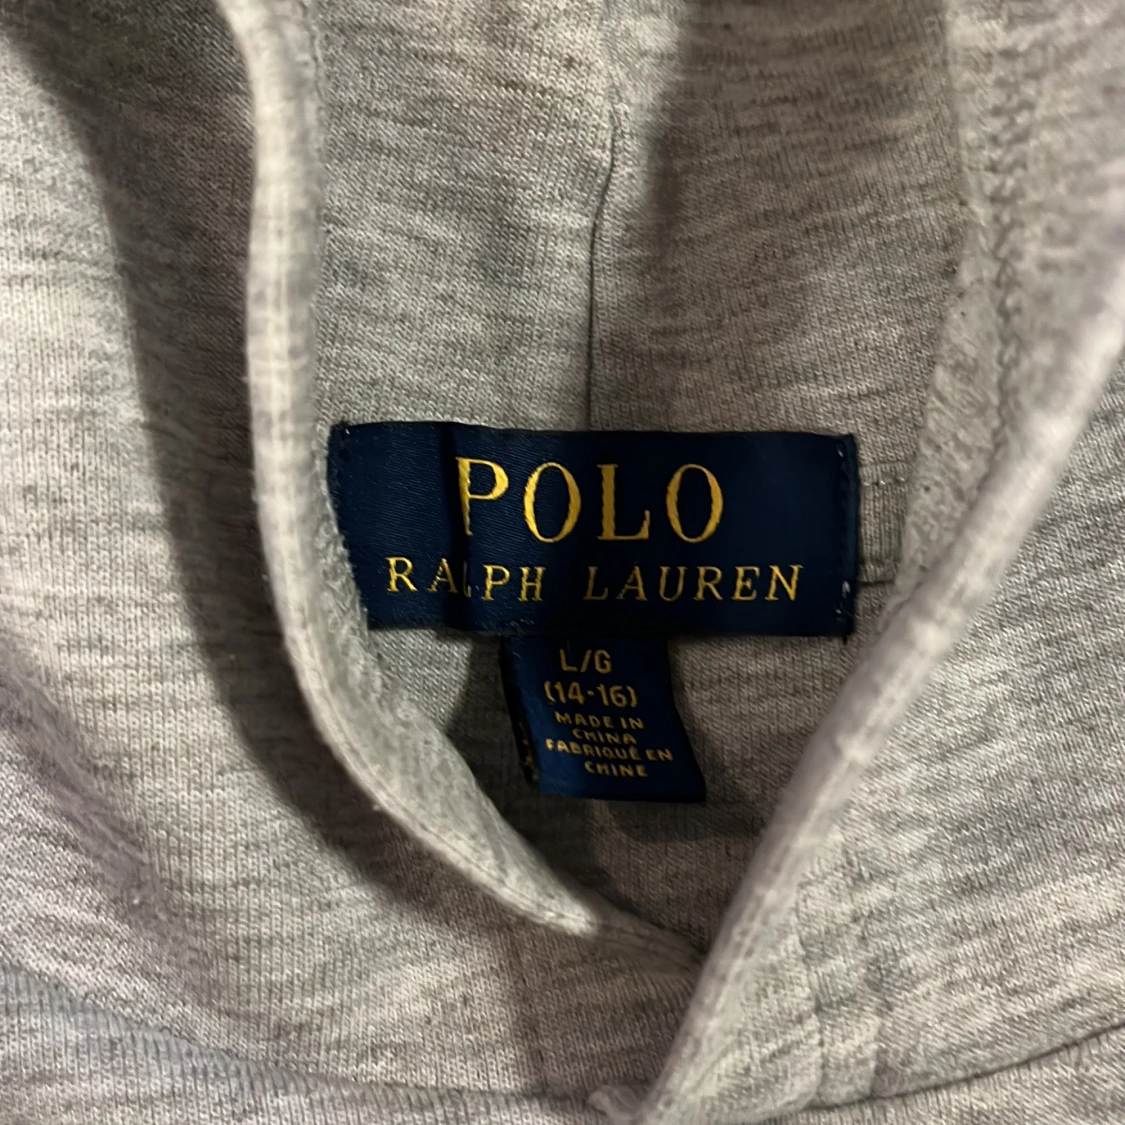 POLO
RALPH LAUREN
L/G
(14-16)
MADE IN
CHINA
FABRIQUÉ EN
CHINE